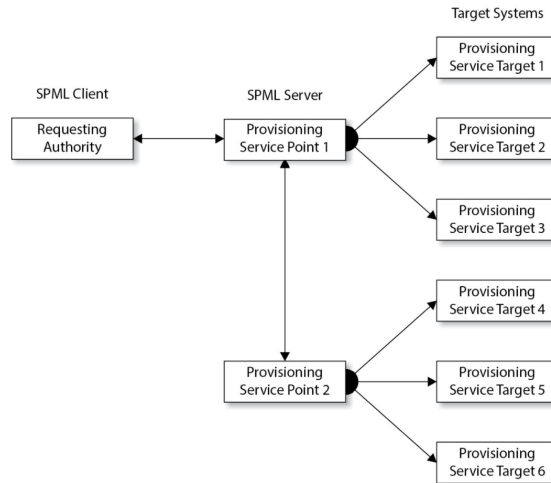 Target Systems
Provisioning
Service Target 1
SPML Client
SPML Server
Requesting
Authority
Provisioning
Service Point 1
Provisioning
Service Target 2
Provisioning
Service Target 3
Provisioning
Service Target 4
Provisioning
Service Point 2
Provisioning
Service Target 5
Provisioning
Service Target 6